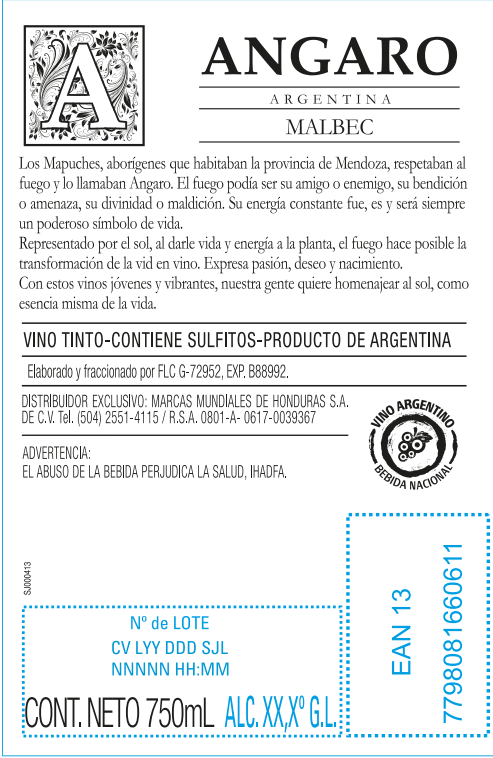 A
ANGARO
ARGENTINA
MALBEC
Los Mapuches, aborígenes que habitaban la provincia de Mendoza, respetaban al
fuego y lo llamaban Angaro. El fuego podía ser su amigo o enemigo, su bendición
o amenaza, su divinidad o maldición. Su energía constante fue, es y será siempre
un poderoso símbolo de vida.
Representado por el sol, al darle vida y energía a la planta, el fuego hace posible la
transformación de la vid en vino. Expresa pasión, deseo y nacimiento.
Con estos vinos jóvenes y vibrantes, nuestra gente quiere homenajear al sol, como
esencia misma de la vida.
VINO TINTO-CONTIENE SULFITOS-PRODUCTO DE ARGENTINA
Elaborado y fraccionado por FLC G-72952, EXP. B88992.
DISTRIBUIDOR EXCLUSIVO: MARCAS MUNDIALES DE HONDURAS S.A.
DE C.V. Tel. (504) 2551-4115 / R.S.A. 0801-A- 0617-0039367
VINO ARGENTINO
BEBIDA NACIONAL
ADVERTENCIA:
EL ABUSO DE LA BEBIDA PERJUDICA LA SALUD, IHADFA.
SJ000413
Nº de LOTE
CV LYY DDD SJL
NNNNN HH:MM
CONT. NETO 750mL ALC. XX,Xº G.L.
EAN 13
7798081660611